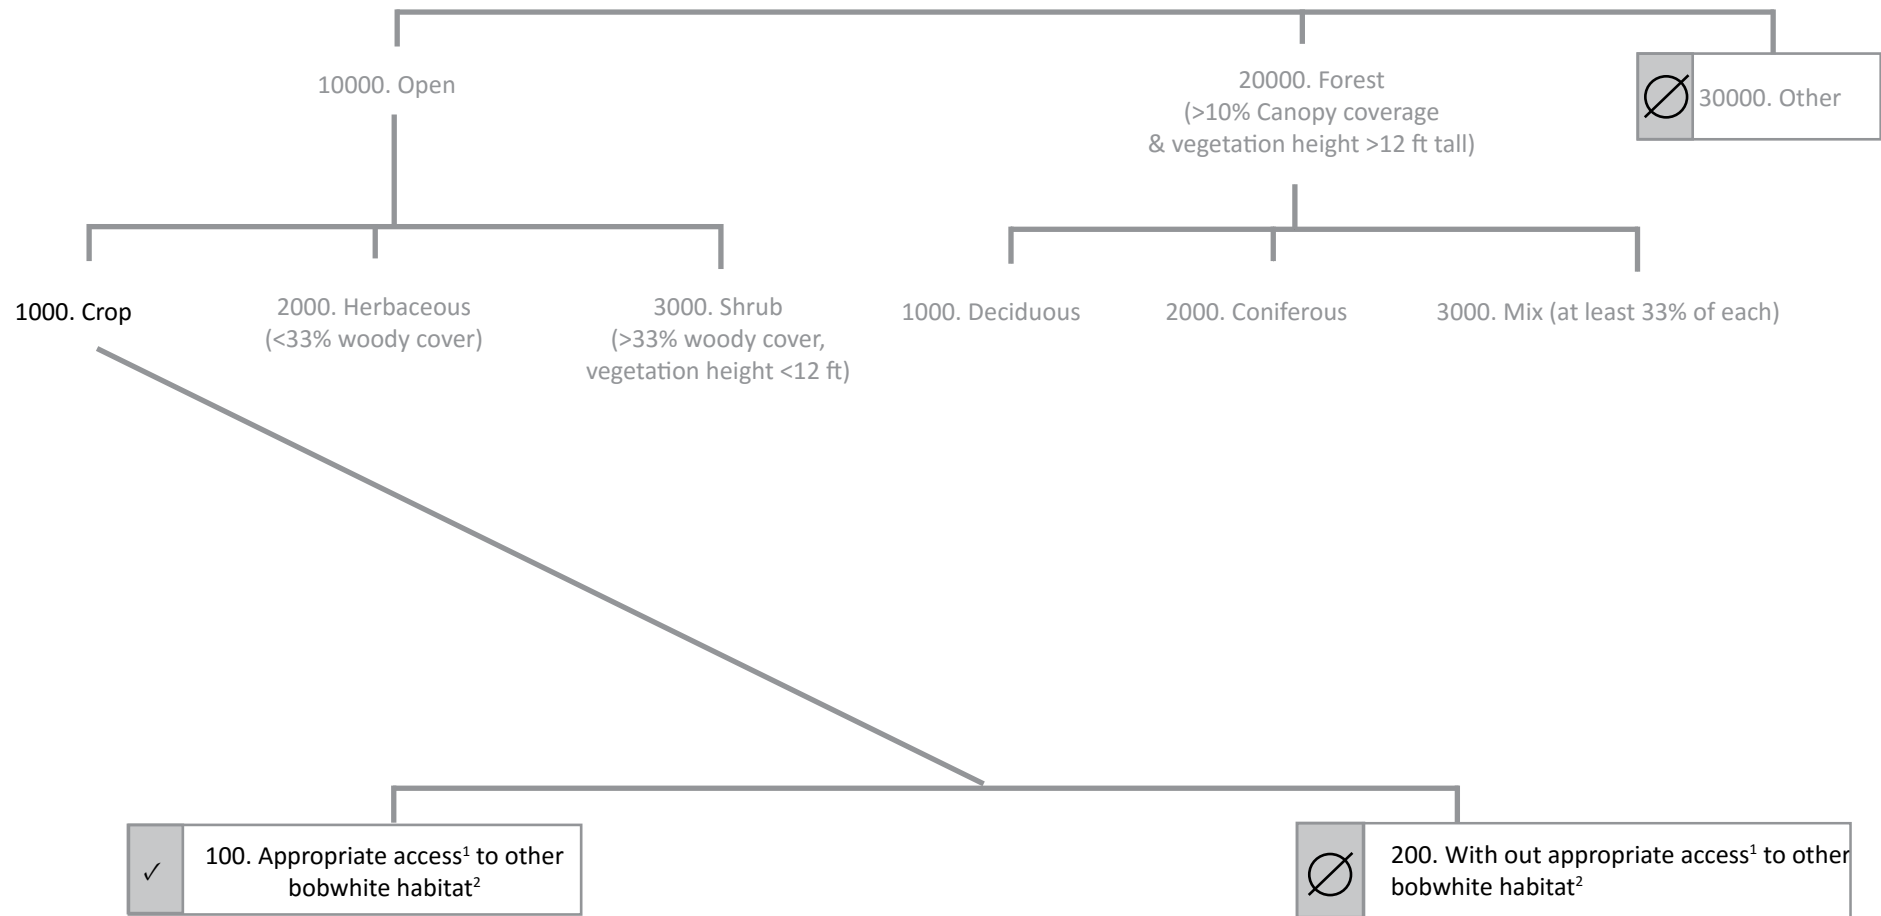 10000. Open
20000. Forest
(>10% Canopy coverage
& vegetation height >12 ft tall)
∅ 30000. Other
1000. Crop
2000. Herbaceous
(<33% woody cover)
3000. Shrub
(>33% woody cover,
vegetation height <12 ft)
1000. Deciduous
2000. Coniferous
3000. Mix (at least 33% of each)
✓ 100. Appropriate access¹ to other
bobwhite habitat²
∅ 200. With out appropriate access¹ to other
bobwhite habitat²